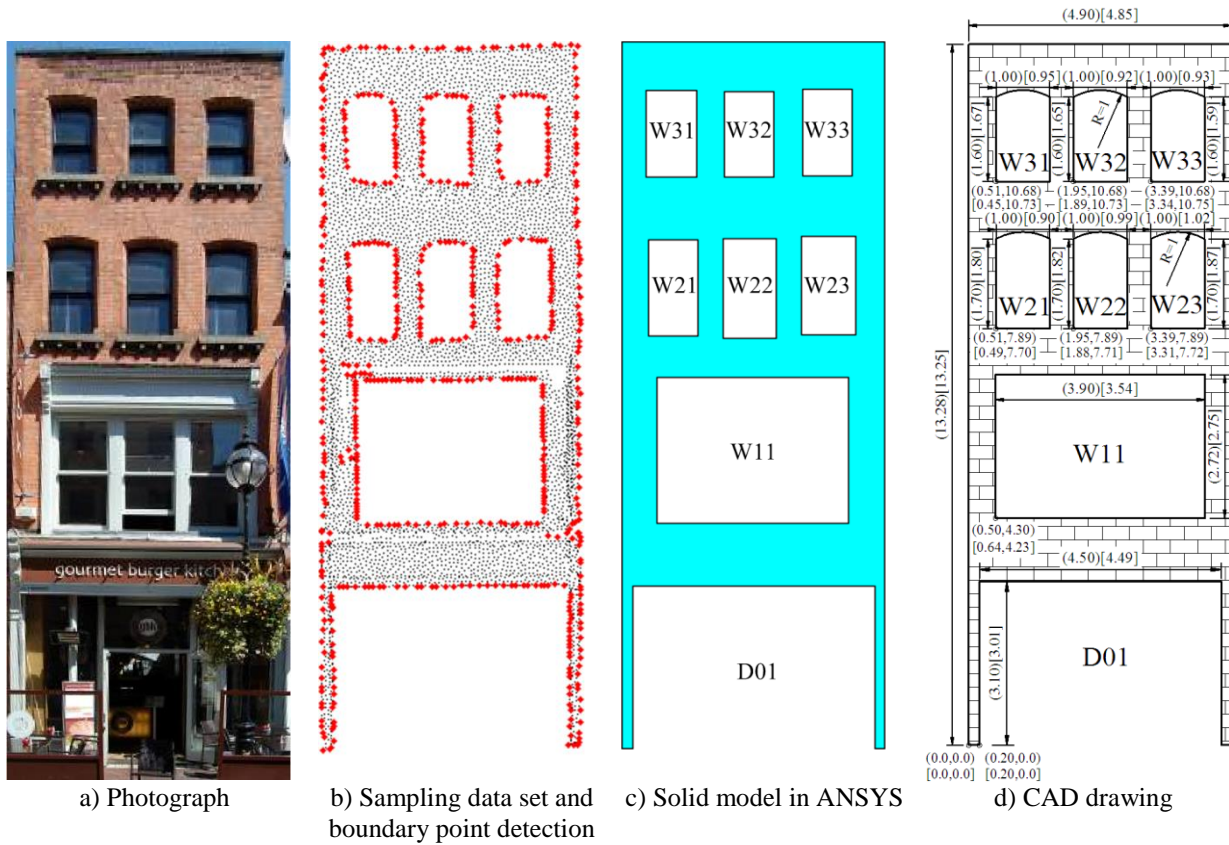 gourmet burger kitch
W31
W32
W33
W21
W22
W23
W11
D01
(4.90)[4.85]
(1.00)[0.95]
(1.00)[0.92]
(1.00)[0.93]
(1.60)[1.67]
(1.60)[1.65]
R=1
(1.60)[1.59]
W31
W32
W33
(0.51,10.68)
(1.95,10.68)
(3.39,10.68)
[0.45,10.73]
[1.89,10.73]
[3.34,10.75]
(1.00)[0.90]
(1.00)[0.99]
(1.00)[1.02]
(1.70)[1.80]
(1.70)[1.82]
R=1
(1.70)[1.87]
W21
W22
W23
(0.51,7.89)
(1.95,7.89)
(3.39,7.89)
[0.49,7.70]
[1.88,7.71]
[3.31,7.72]
(13.28)[13.25]
(3.90)[3.54]
W11
(2.72)[2.75]
(0.50,4.30)
[0.64,4.23]
(4.50)[4.49]
(3.10)[3.01]
D01
(0.0,0.0)
(0.20,0.0)
[0.0,0.0]
[0.20,0.0]
a) Photograph
b) Sampling data set and
boundary point detection
c) Solid model in ANSYS
d) CAD drawing